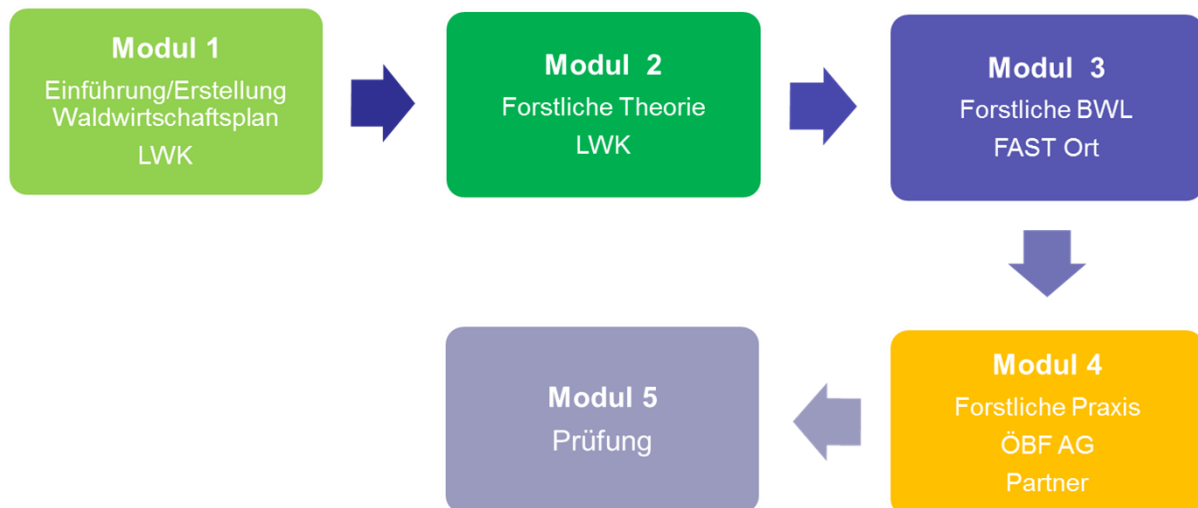 Modul 1
Einführung/Erstellung
Waldwirtschaftsplan
LWK
Modul 2
Forstliche Theorie
LWK
Modul 3
Forstliche BWL
FAST Ort
Modul 4
Forstliche Praxis
ÖBF AG
Partner
Modul 5
Prüfung